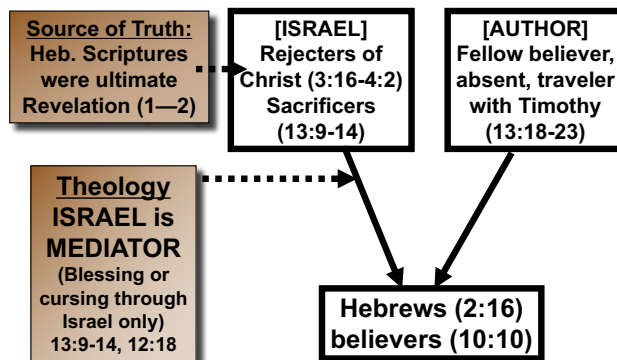 Source of Truth:
Heb. Scriptures
were ultimate
Revelation (1—2)
[ISRAEL]
Rejecters of
Christ (3:16-4:2)
Sacrificers
(13:9-14)
[AUTHOR]
Fellow believer,
absent, traveler
with Timothy
(13:18-23)
Theology
ISRAEL is
MEDIATOR
(Blessing or
cursing through
Israel only)
13:9-14, 12:18
Hebrews (2:16)
believers (10:10)